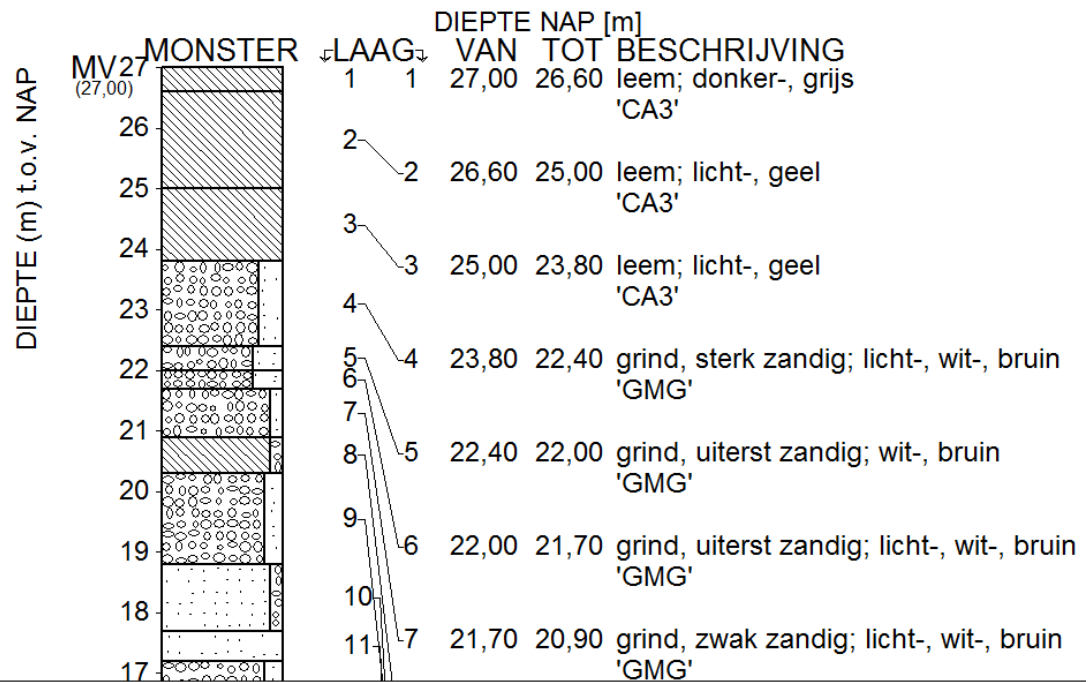 DIEPTE NAP [m]
MONSTER LAAG VAN TOT BESCHRIJVING
MV 27
(27,00)
26
25
24
23
22
21
20
19
18
17
DIEPTE (m) t.o.v. NAP
1
2
3
4
5
6
7
8
9
10
11
1 27,00 26,60 leem; donker-, grijs
'CA3'
2 26,60 25,00 leem; licht-, geel
'CA3'
3 25,00 23,80 leem; licht-, geel
'CA3'
4 23,80 22,40 grind, sterk zandig; licht-, wit-, bruin
'GMG'
5 22,40 22,00 grind, uiterst zandig; wit-, bruin
'GMG'
6 22,00 21,70 grind, uiterst zandig; licht-, wit-, bruin
'GMG'
7 21,70 20,90 grind, zwak zandig; licht-, wit-, bruin
'GMG'